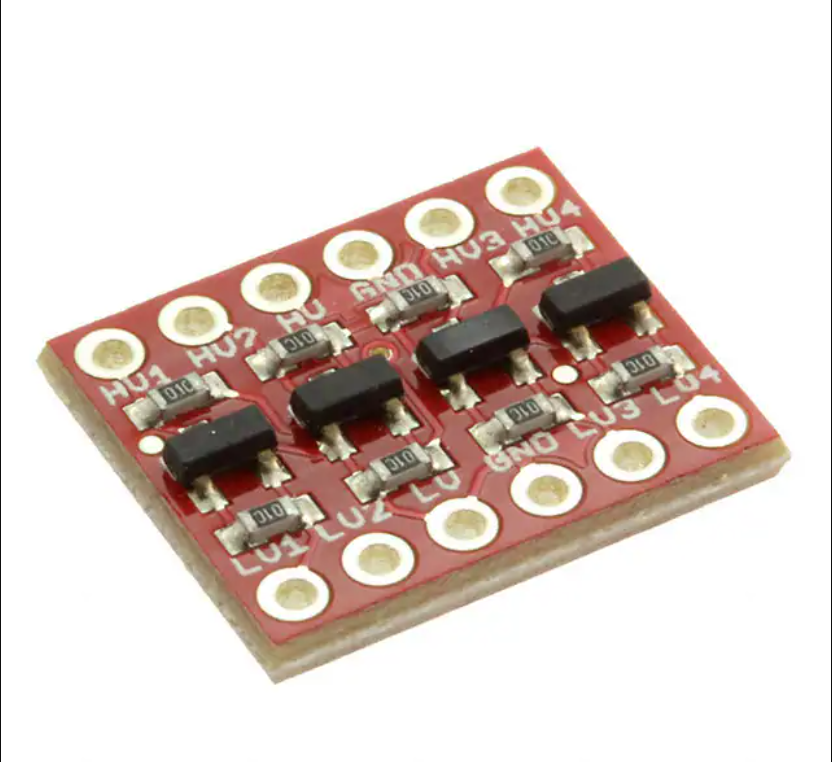 HV1 HV2 HV GND HV3 HV4
01C 01C 01C 01C
01C 01C 01C 01C
LV1 LV2 LV GND LV3 LV4